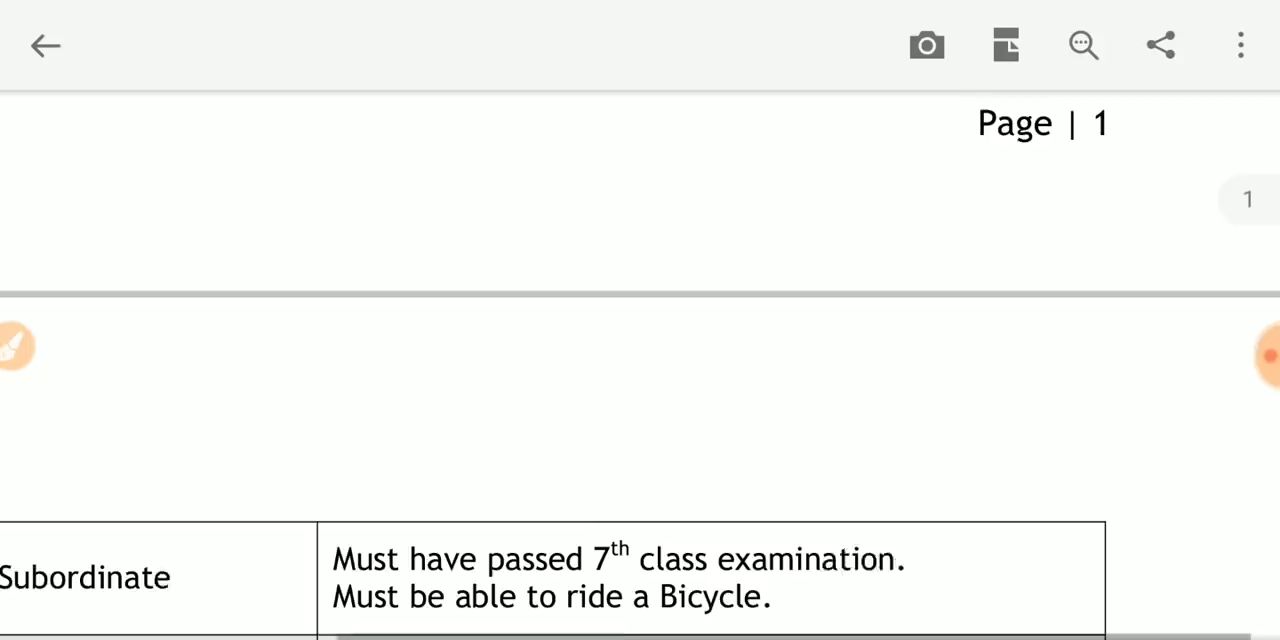 Page | 1
1
Subordinate
Must have passed 7th class examination.
Must be able to ride a Bicycle.